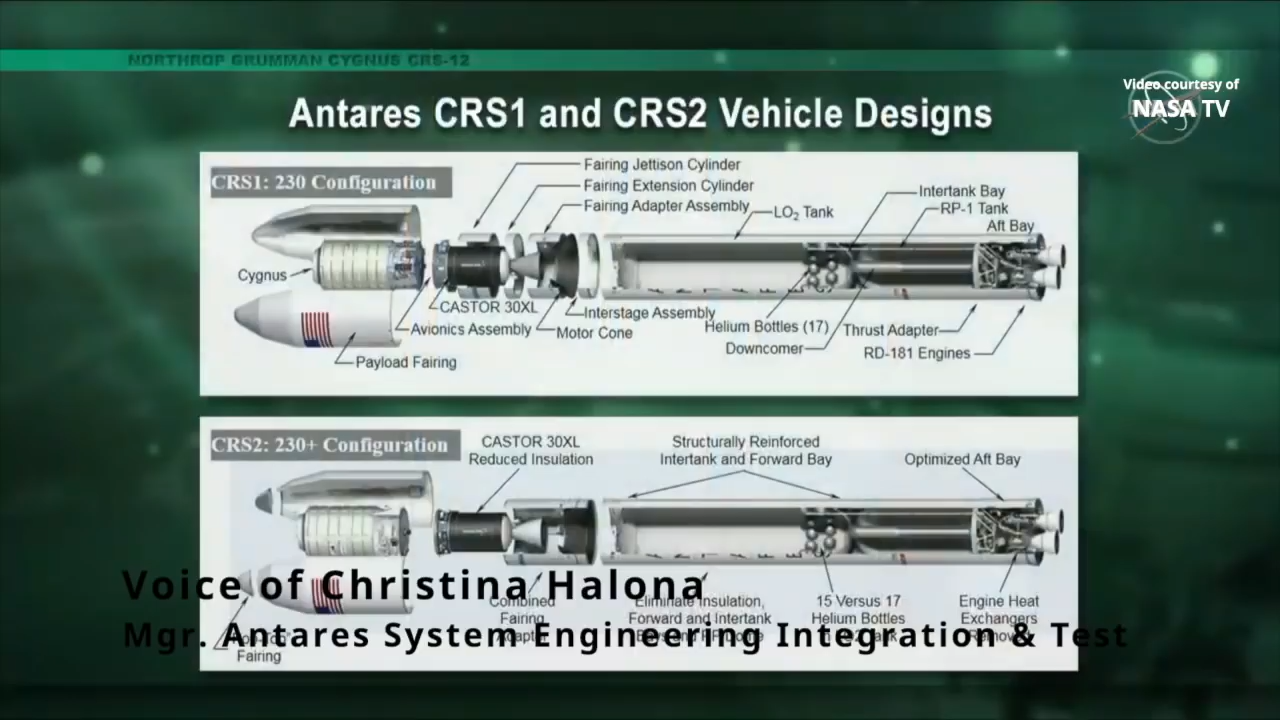 NORTHROP GRUMMAN CYGNUS CRS-12
Video courtesy of
NASA TV
Antares CRS1 and CRS2 Vehicle Designs
CRS1: 230 Configuration
Fairing Jettison Cylinder
Fairing Extension Cylinder
Fairing Adapter Assembly
LO2 Tank
Intertank Bay
RP-1 Tank
Aft Bay
Cygnus
CASTOR 30XL
Avionics Assembly
Payload Fairing
Interstage Assembly
Motor Cone
Helium Bottles (17)
Downcomer
Thrust Adapter
RD-181 Engines
CRS2: 230+ Configuration
CASTOR 30XL
Reduced Insulation
Structurally Reinforced
Intertank and Forward Bay
Optimized Aft Bay
Combined
Fairing
Eliminate Insulation,
Forward and Intertank
15 Versus 17
Helium Bottles
Engine Heat
Exchangers
Fairing
Voice of Christina Halona
Mgr. Antares System Engineering Integration & Test